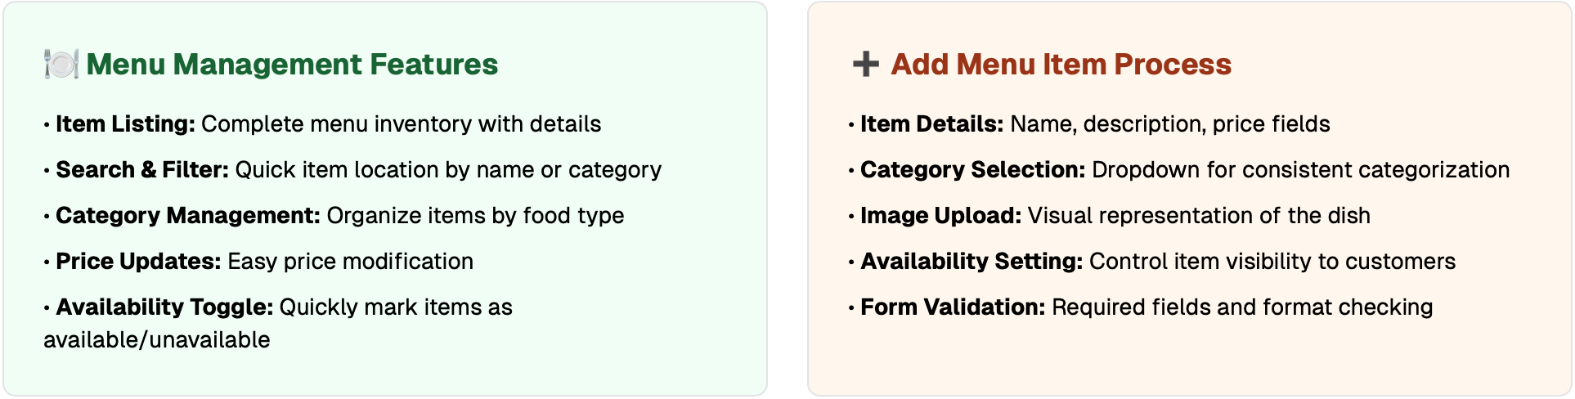 🍽️ Menu Management Features
• Item Listing: Complete menu inventory with details
• Search & Filter: Quick item location by name or category
• Category Management: Organize items by food type
• Price Updates: Easy price modification
• Availability Toggle: Quickly mark items as
available/unavailable
➕ Add Menu Item Process
• Item Details: Name, description, price fields
• Category Selection: Dropdown for consistent categorization
• Image Upload: Visual representation of the dish
• Availability Setting: Control item visibility to customers
• Form Validation: Required fields and format checking